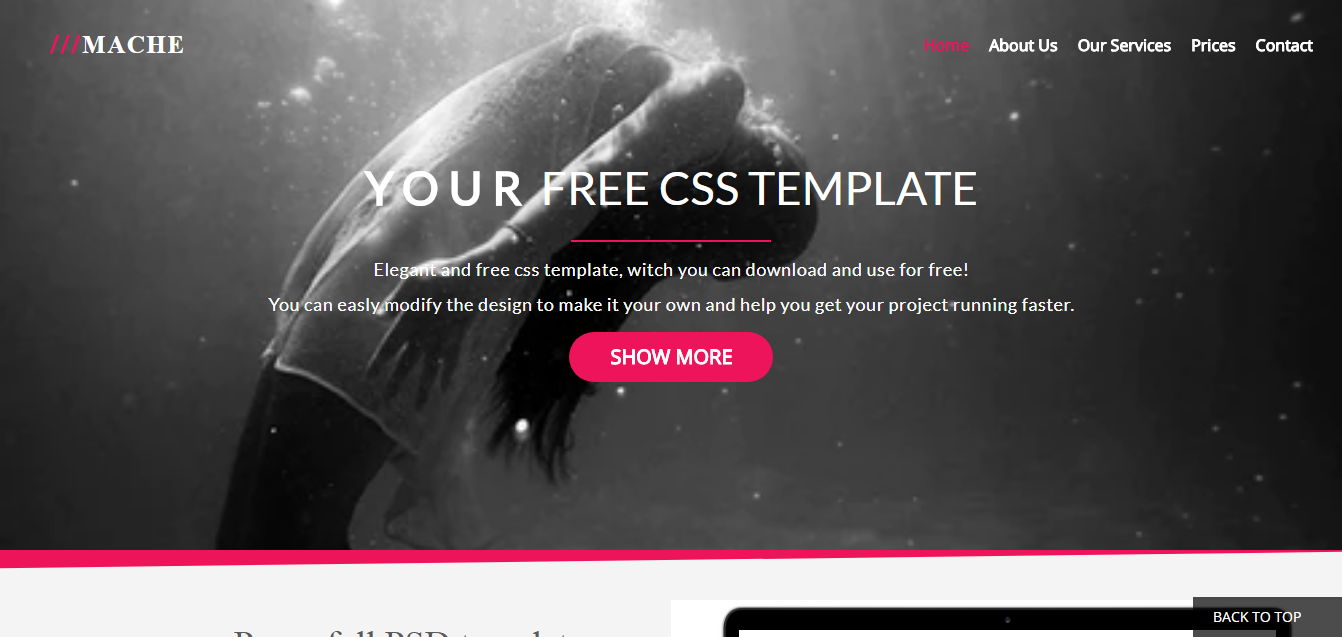 ///MACHE
Home About Us Our Services Prices Contact
YOUR FREE CSS TEMPLATE
Elegant and free css template, witch you can download and use for free!
You can easly modify the design to make it your own and help you get your project running faster.
SHOW MORE
BACK TO TOP
PSD